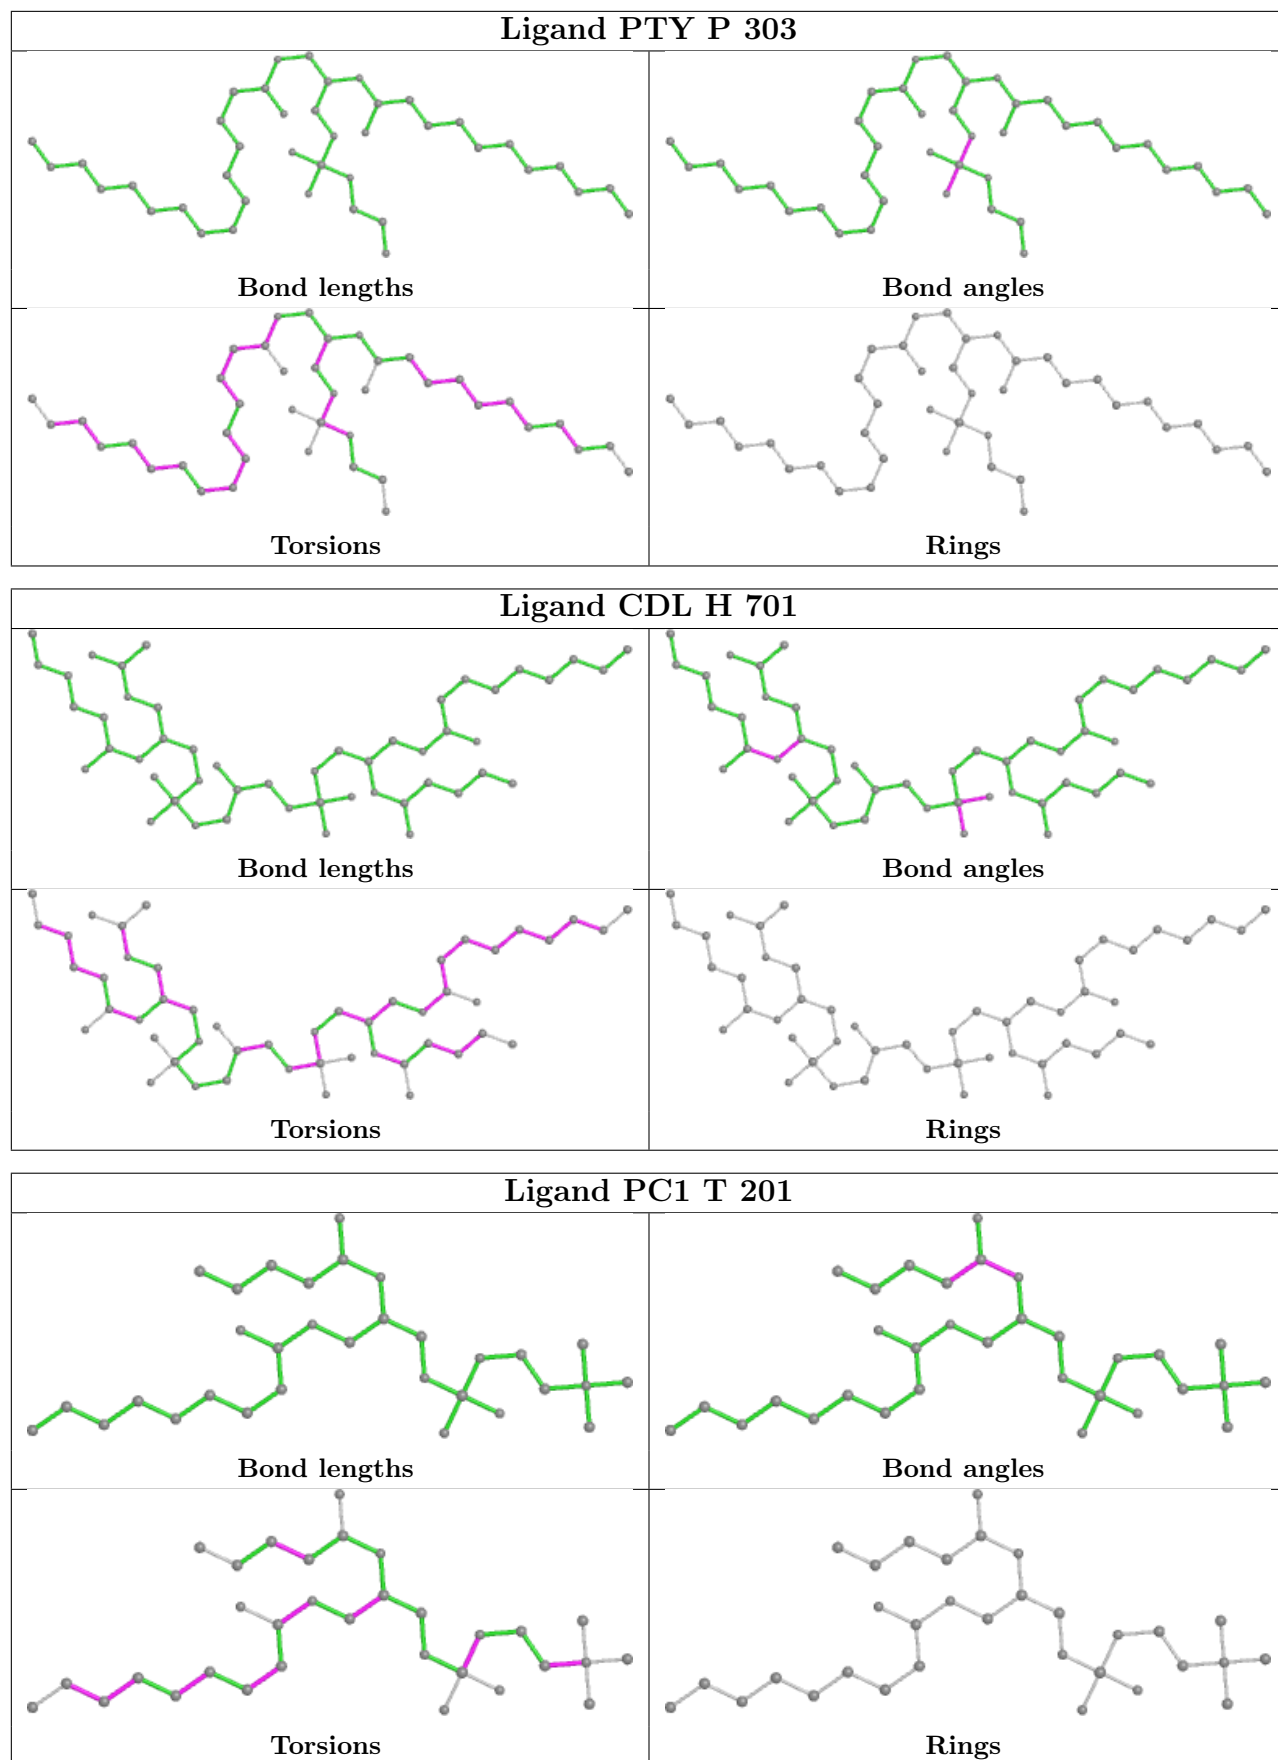 Ligand PTY P 303
Bond lengths
Bond angles
Torsions
Rings
Ligand CDL H 701
Bond lengths
Bond angles
Torsions
Rings
Ligand PC1 T 201
Bond lengths
Bond angles
Torsions
Rings